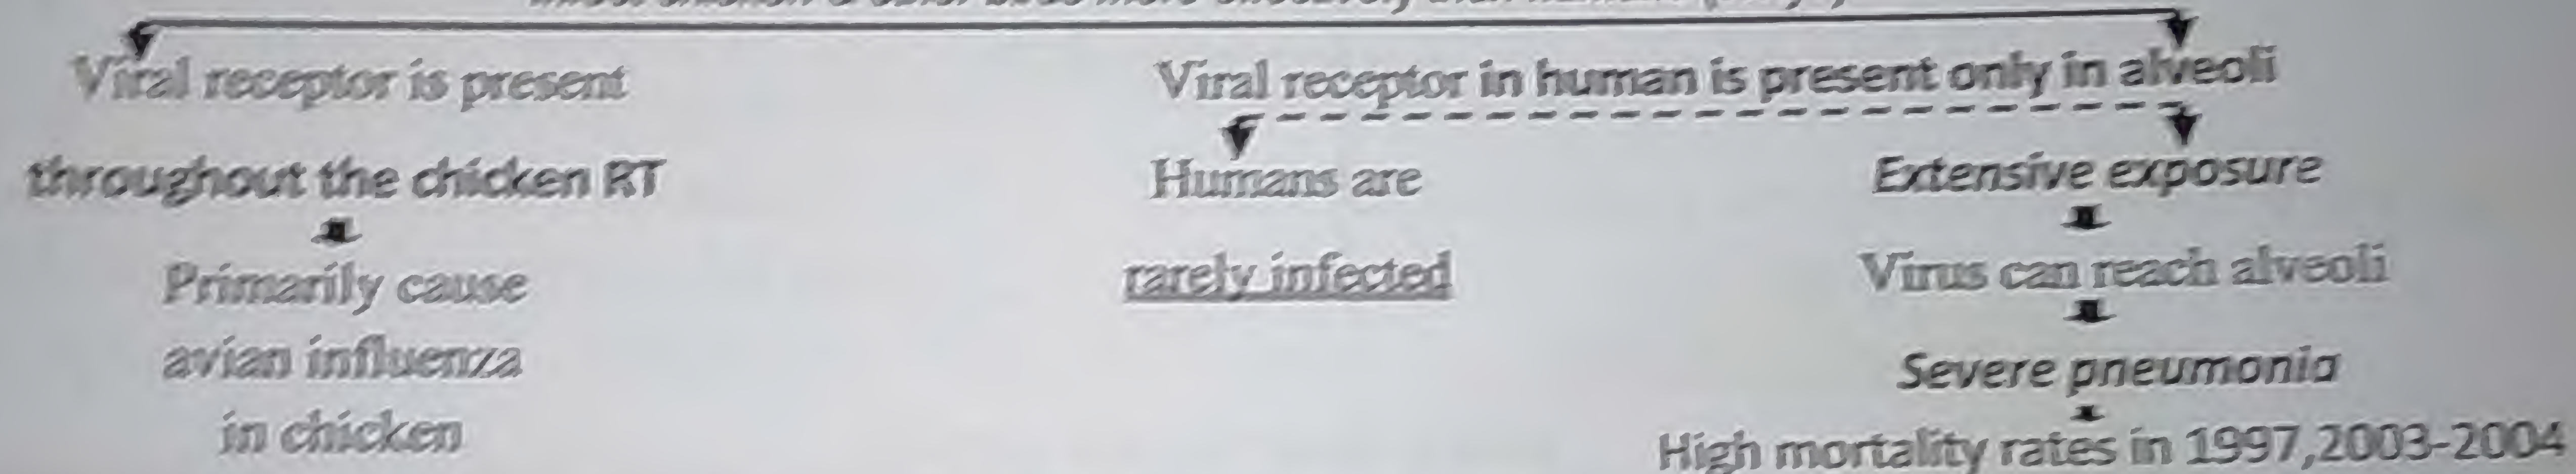 Viral receptor is present
throughout the chicken RT
Primarily cause
avian influenza
in chicken
Viral receptor in human is present only in alveoli
Humans are
rarely infected
Extensive exposure
Virus can reach alveoli
Severe pneumonia
High mortality rates in 1997,2003-2004